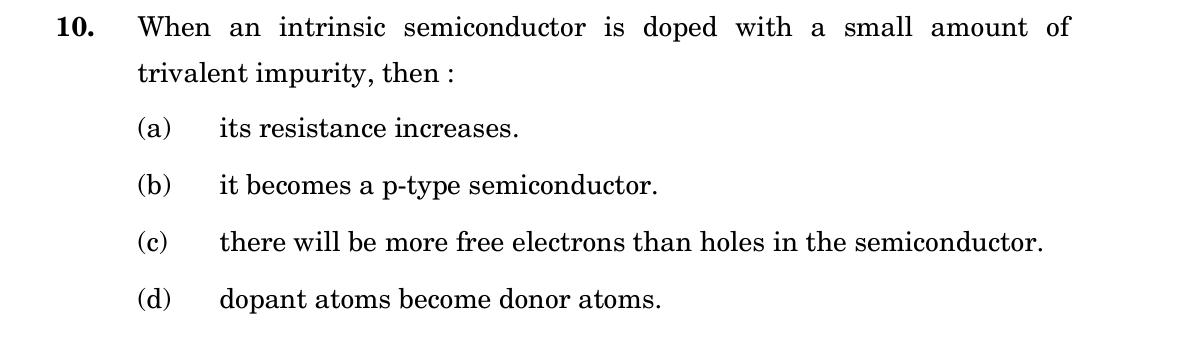 10. When an intrinsic semiconductor is doped with a small amount of
trivalent impurity, then :
(a) its resistance increases.
(b) it becomes a p-type semiconductor.
(c) there will be more free electrons than holes in the semiconductor.
(d) dopant atoms become donor atoms.